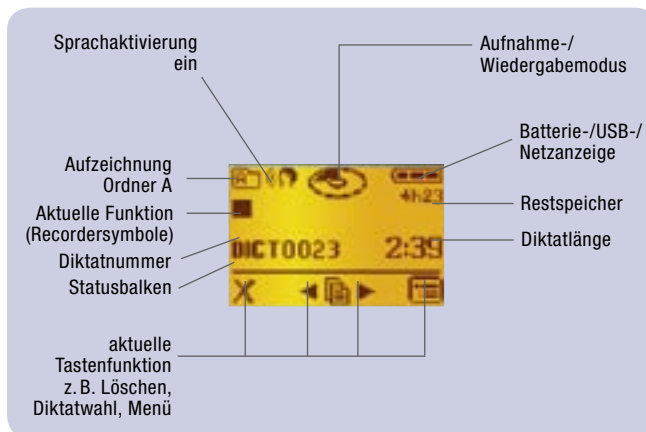 Sprachaktivierung
ein
Aufnahme-/
Wiedergabemodus
Aufzeichnung
Ordner A
Batterie-/USB-/
Netzanzeige
Aktuelle Funktion
(Recordersymbole)
Restspeicher
Diktatnummer
Diktatlänge
Statusbalken
A
4h23
DICT0023
2:39
aktuelle
Tastenfunktion
z. B. Löschen,
Diktatwahl, Menü